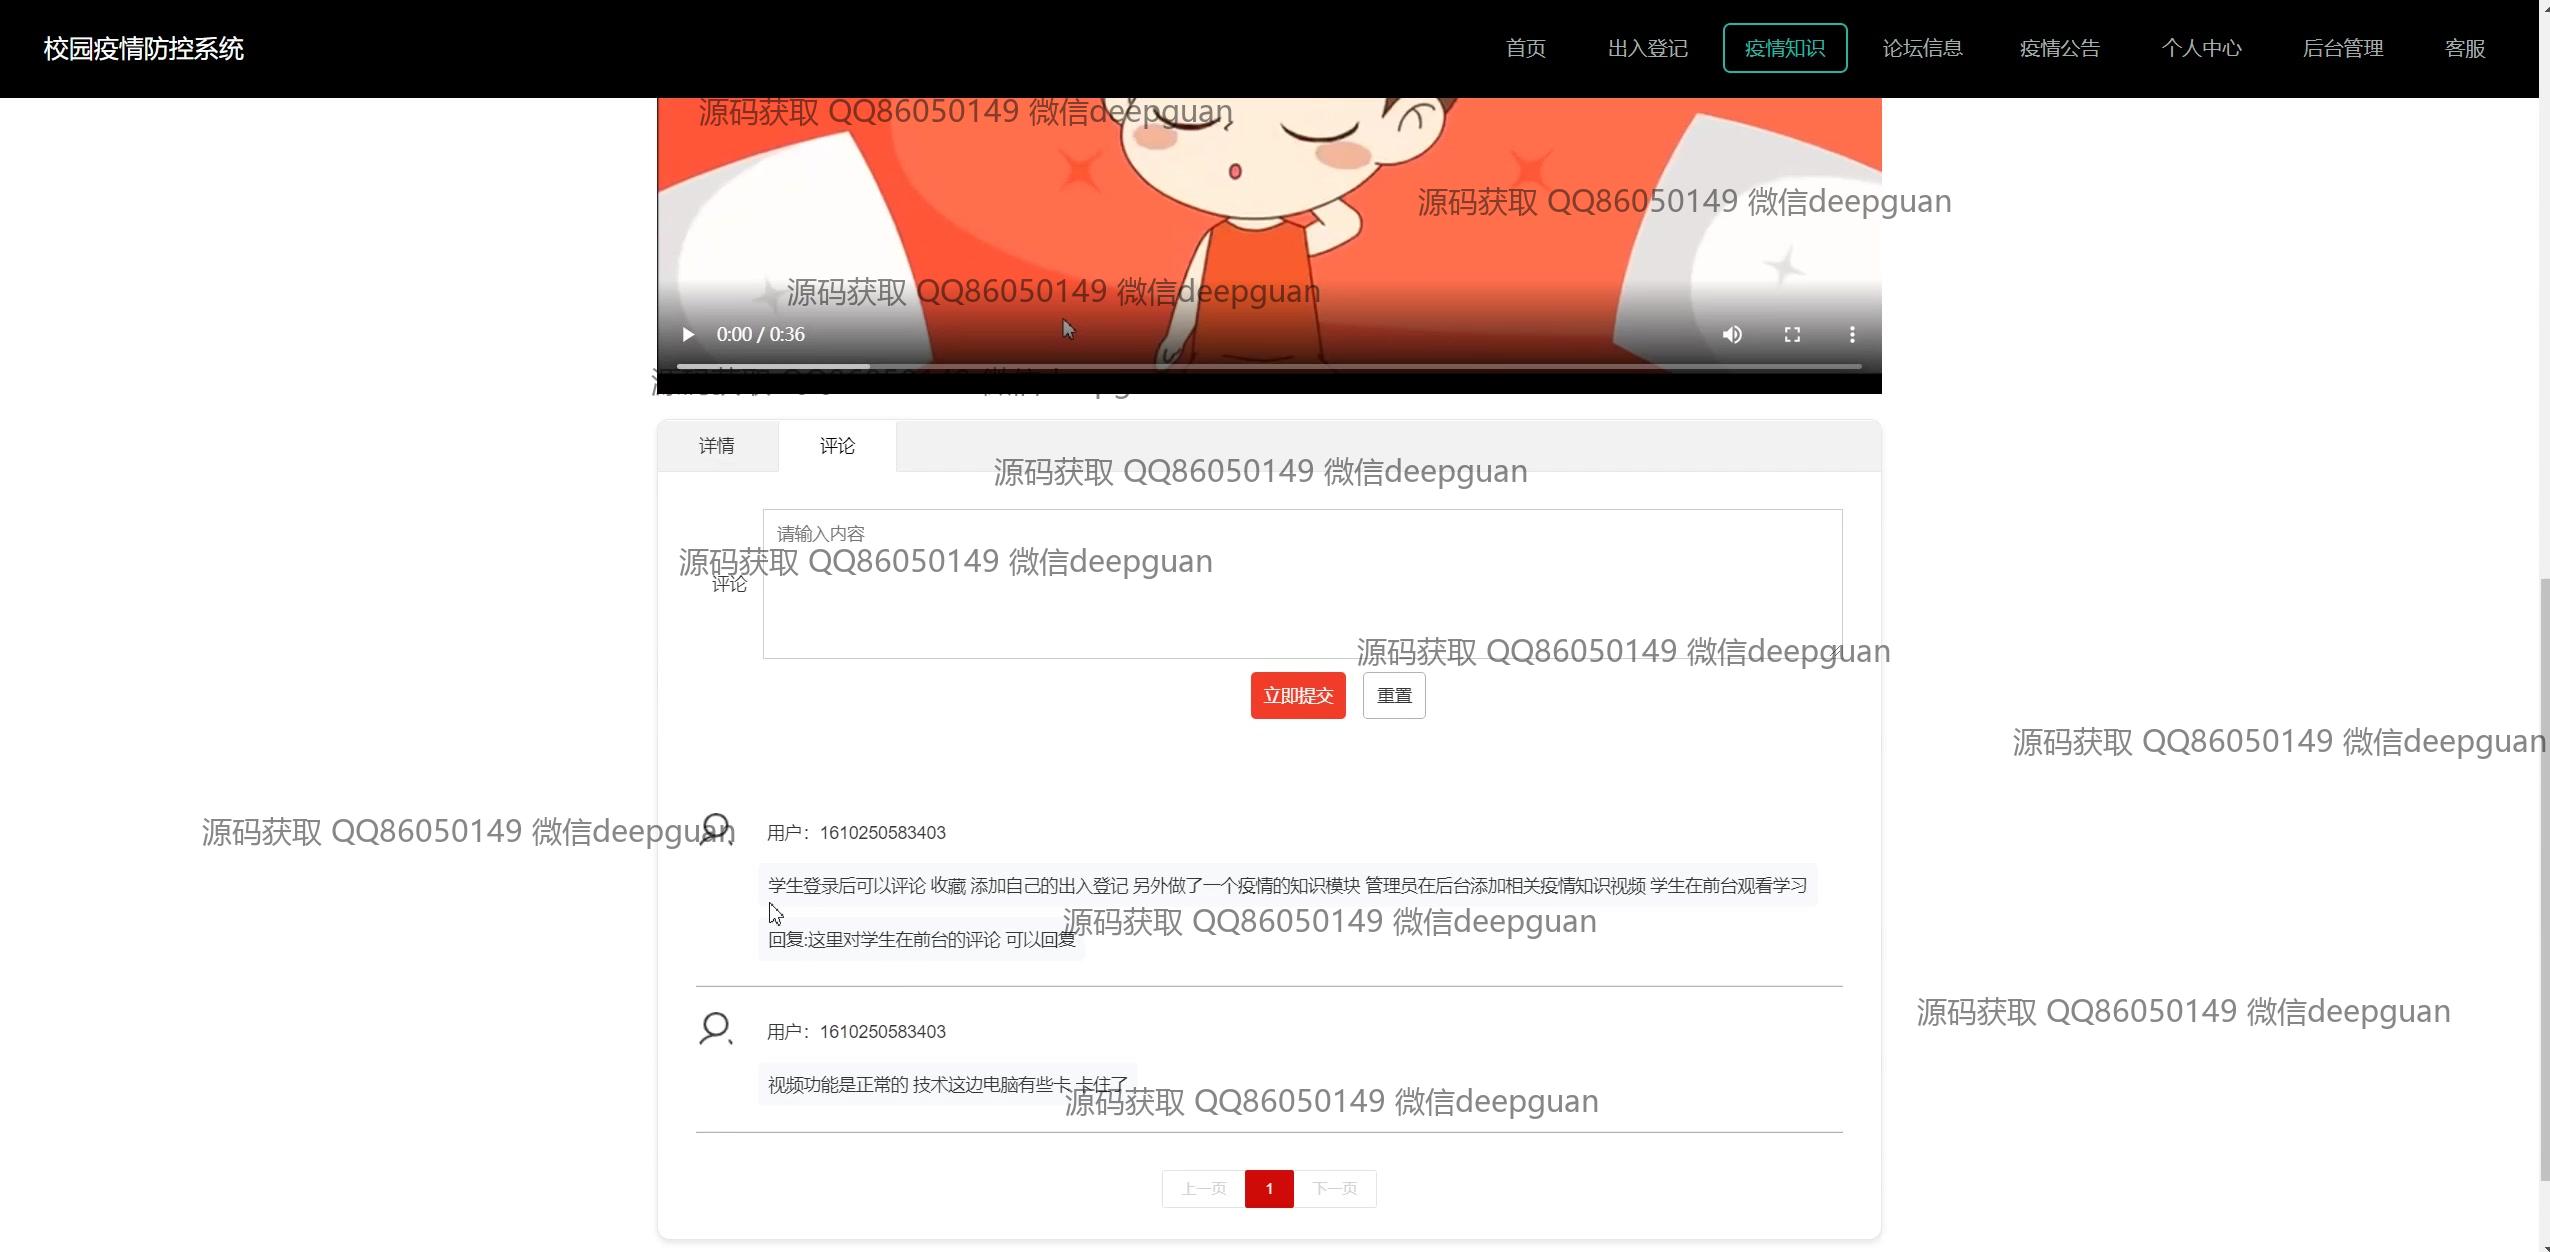 校园疫情防控系统
首页 出入登记 疫情知识 论坛信息 疫情公告 个人中心 后台管理 客服
源码获取 QQ86050149 微信deepguan
源码获取 QQ86050149 微信deepguan
源码获取 QQ86050149 微信deepguan
0:00 / 0:36
详情 评论
源码获取 QQ86050149 微信deepguan
请输入内容
源码获取 QQ86050149 微信deepguan
评论
源码获取 QQ86050149 微信deepguan
立即提交 重置
源码获取 QQ86050149 微信deepguan
源码获取 QQ86050149 微信deepguan
用户：1610250583403
学生登录后可以评论 收藏 添加自己的出入登记 另外做了一个疫情的知识模块 管理员在后台添加相关疫情知识视频 学生在前台观看学习
源码获取 QQ86050149 微信deepguan
回复:这里对学生在前台的评论 可以回复
源码获取 QQ86050149 微信deepguan
用户：1610250583403
视频功能是正常的 技术这边电脑有些卡 卡住了
源码获取 QQ86050149 微信deepguan
上一页 1 下一页